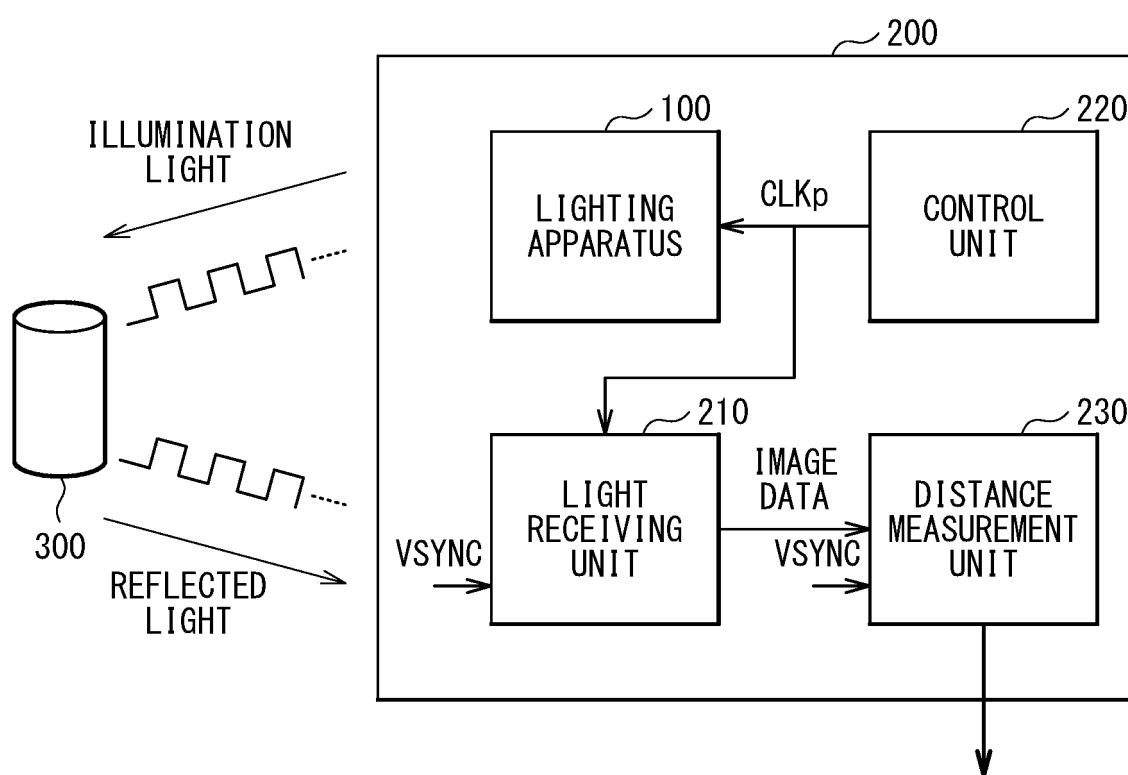 200
100
220
ILLUMINATION
LIGHT
LIGHTING
APPARATUS
CLKp
CONTROL
UNIT
210
230
LIGHT
RECEIVING
UNIT
IMAGE
DATA
DISTANCE
MEASUREMENT
UNIT
VSYNC
VSYNC
300
REFLECTED
LIGHT